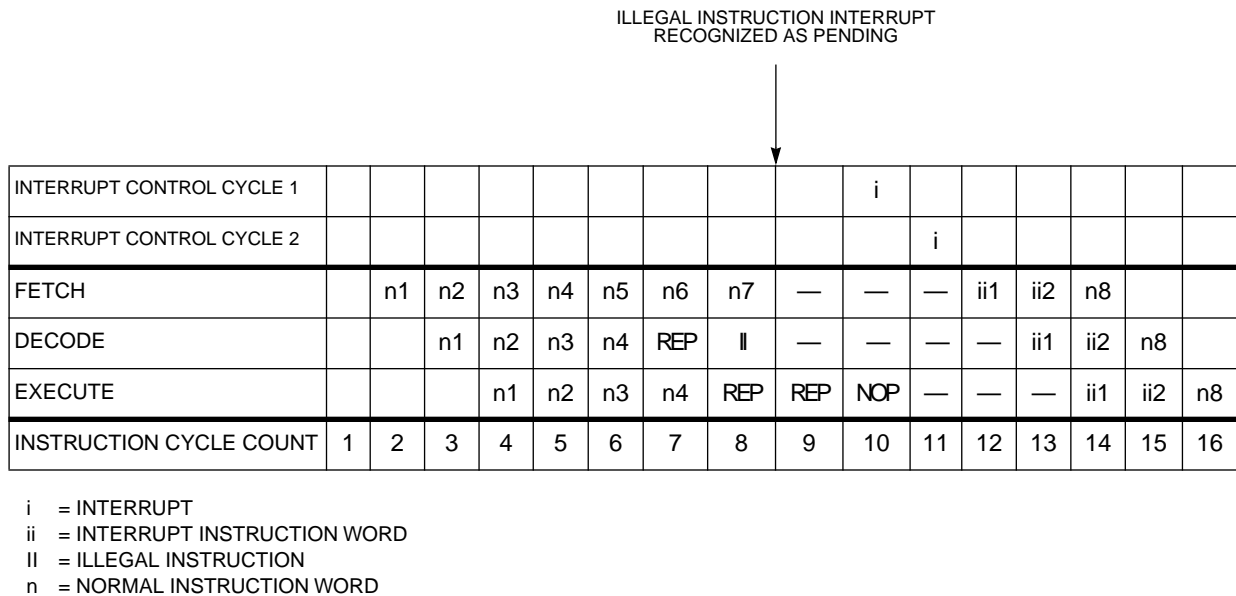 ILLEGAL INSTRUCTION INTERRUPT
RECOGNIZED AS PENDING
INTERRUPT CONTROL CYCLE 1 i
INTERRUPT CONTROL CYCLE 2 i
FETCH n1 n2 n3 n4 n5 n6 n7 — — — ii1 ii2 n8
DECODE n1 n2 n3 n4 REP II — — — — ii1 ii2 n8
EXECUTE n1 n2 n3 n4 REP REP NOP — — — ii1 ii2 n8
INSTRUCTION CYCLE COUNT 1 2 3 4 5 6 7 8 9 10 11 12 13 14 15 16
i = INTERRUPT
ii = INTERRUPT INSTRUCTION WORD
II = ILLEGAL INSTRUCTION
n = NORMAL INSTRUCTION WORD